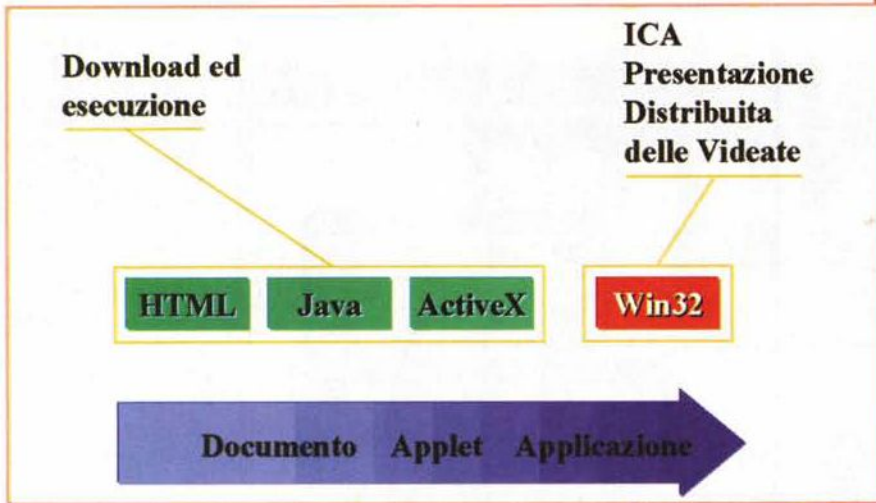 Download ed
esecuzione
ICA
Presentazione
Distribuita
delle Videate
HTML Java ActiveX Win32
Documento Applet Applicazione